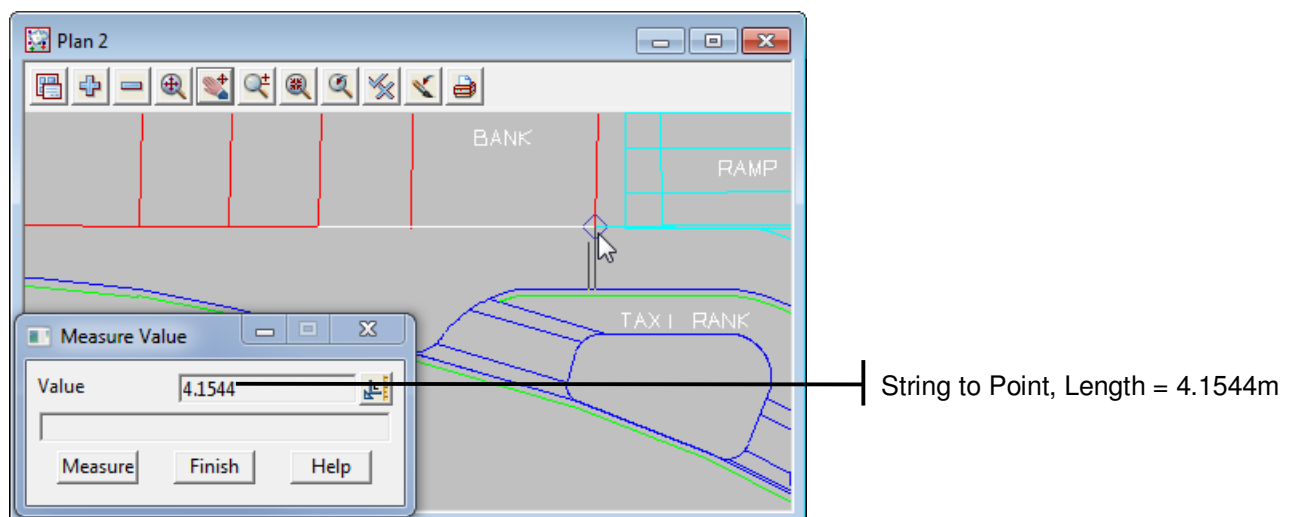 Plan 2
BANK
RAMP
TAXI RANK
Measure Value
Value 4.1544
String to Point, Length = 4.1544m
Measure Finish Help